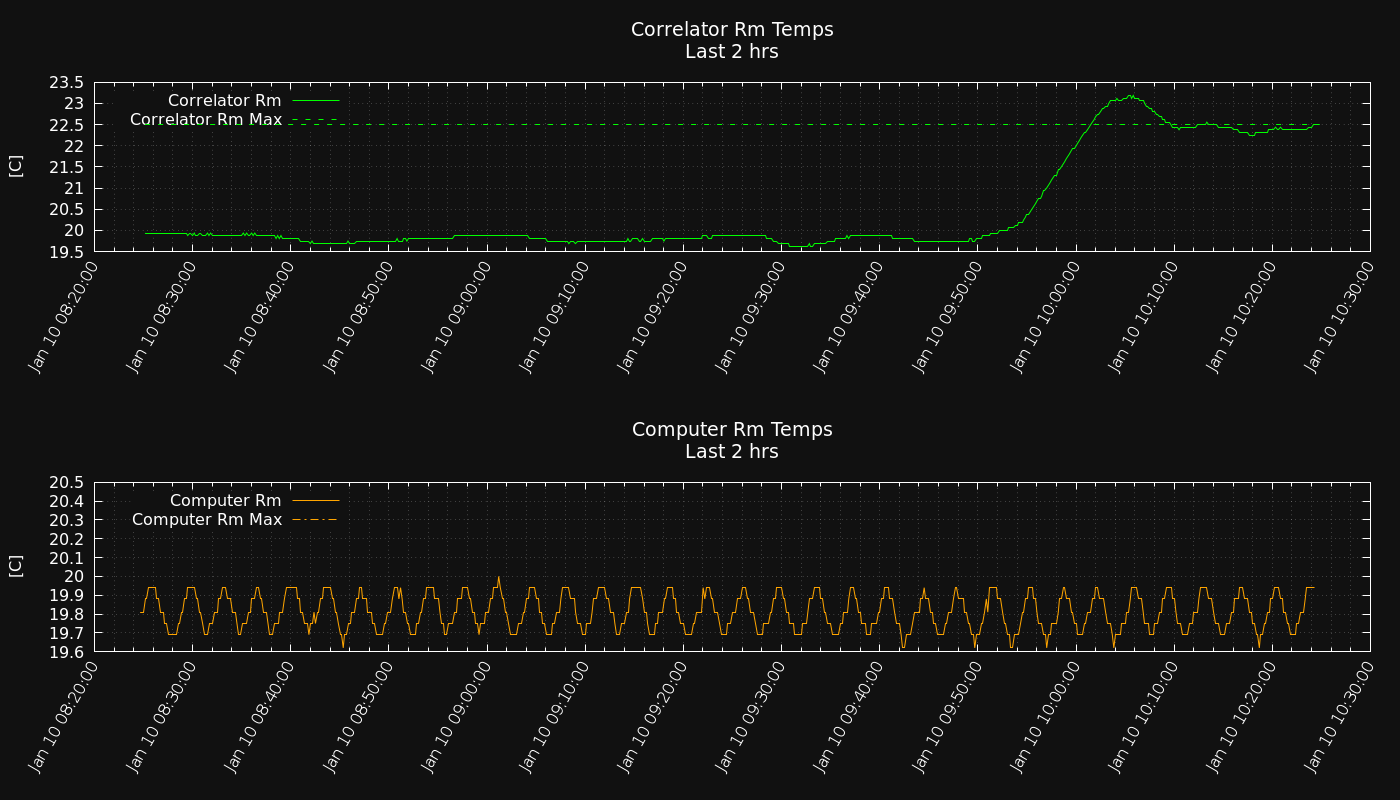 Correlator Rm Temps
Last 2 hrs
23.5
23
22.5
22
21.5
21
20.5
20
19.5
[C]
Correlator Rm
Correlator Rm Max
Jan 10 08:20:00
Jan 10 08:30:00
Jan 10 08:40:00
Jan 10 08:50:00
Jan 10 09:00:00
Jan 10 09:10:00
Jan 10 09:20:00
Jan 10 09:30:00
Jan 10 09:40:00
Jan 10 09:50:00
Jan 10 10:00:00
Jan 10 10:10:00
Jan 10 10:20:00
Jan 10 10:30:00
Computer Rm Temps
Last 2 hrs
20.5
20.4
20.3
20.2
20.1
20
19.9
19.8
19.7
19.6
[C]
Computer Rm
Computer Rm Max
Jan 10 08:20:00
Jan 10 08:30:00
Jan 10 08:40:00
Jan 10 08:50:00
Jan 10 09:00:00
Jan 10 09:10:00
Jan 10 09:20:00
Jan 10 09:30:00
Jan 10 09:40:00
Jan 10 09:50:00
Jan 10 10:00:00
Jan 10 10:10:00
Jan 10 10:20:00
Jan 10 10:30:00